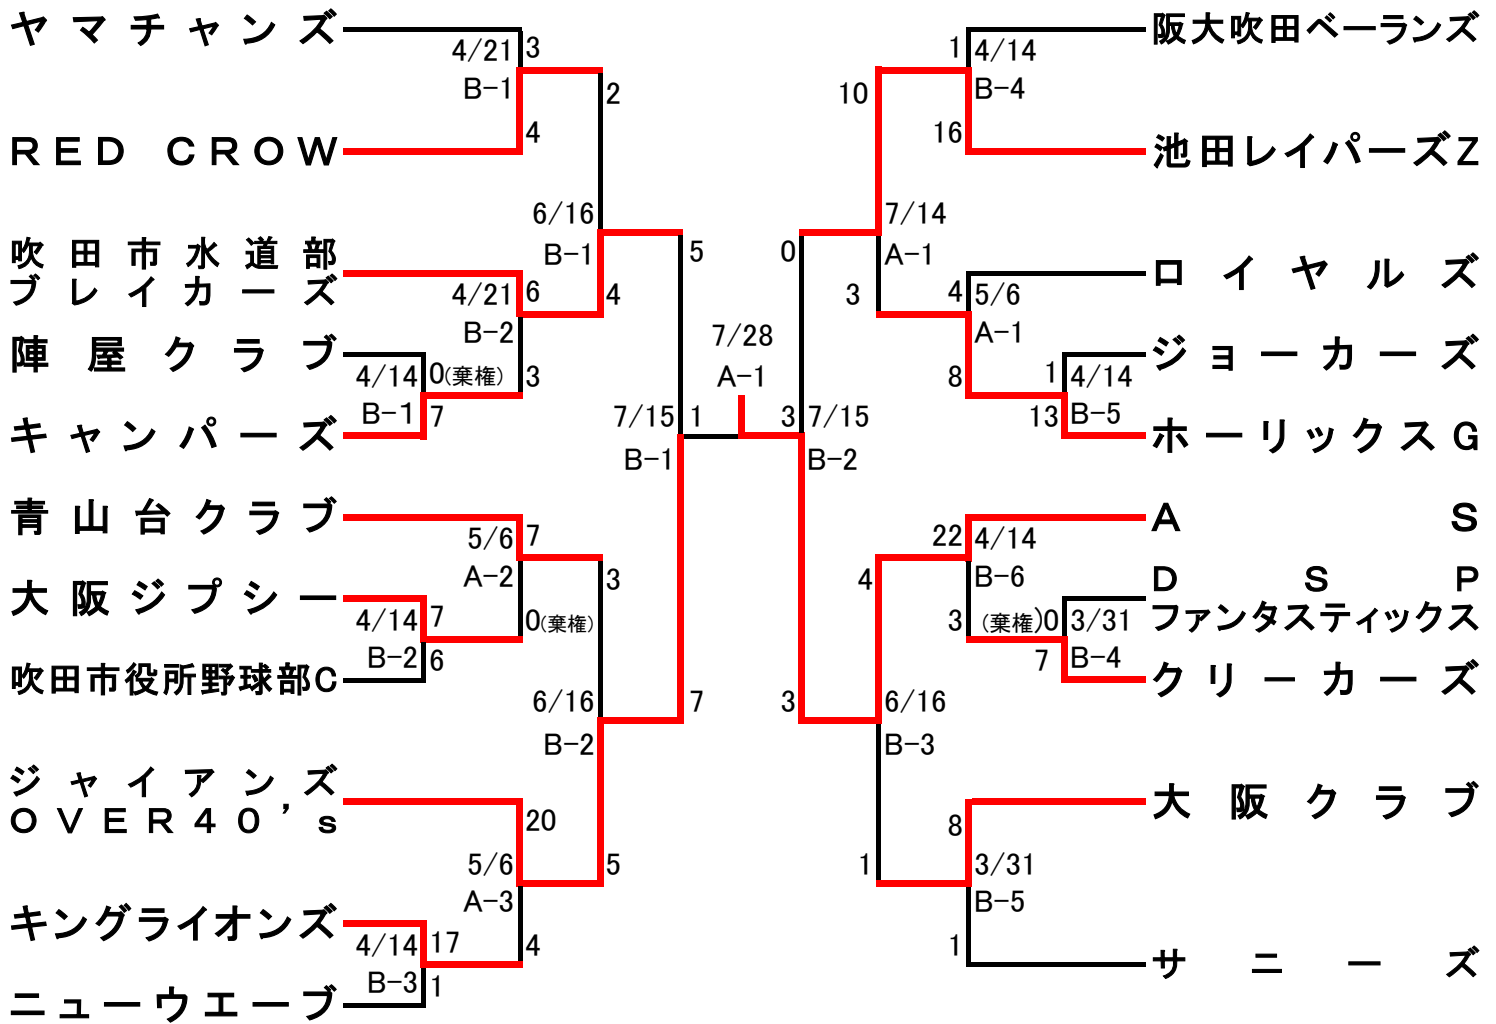 ヤマチャンズ
4/21
3
B-1
2
4
RED CROW
6/16
B-1
吹田市水道部
ブレイカーズ
4/21
6
4
B-2
陣屋クラブ
4/14
0(棄権)
3
B-1
7
キャンパーズ
5
7/15
1
B-1
青山台クラブ
5/6
7
A-2
3
大阪ジプシー
4/14
7
0(棄権)
B-2
6
吹田市役所野球部C
6/16
7
B-2
ジャイアンズ
OVER40's
20
5/6
5
A-3
キングライオンズ
4/14
17
4
B-3
1
ニューウエーブ
7/28
A-1
阪大吹田ベーランズ
1
4/14
10
B-4
16
池田レイパーズZ
7/14
0
A-1
ロイヤルズ
3
4
5/6
A-1
ジョーカーズ
8
1
4/14
13
B-5
ホーリックスG
3
7/15
B-2
AS
22
4/14
4
B-6
DSP
ファンタスティックス
3
(棄権)0
3/31
7
B-4
クリーカーズ
3
6/16
B-3
大阪クラブ
8
1
3/31
B-5
1
サニーズ